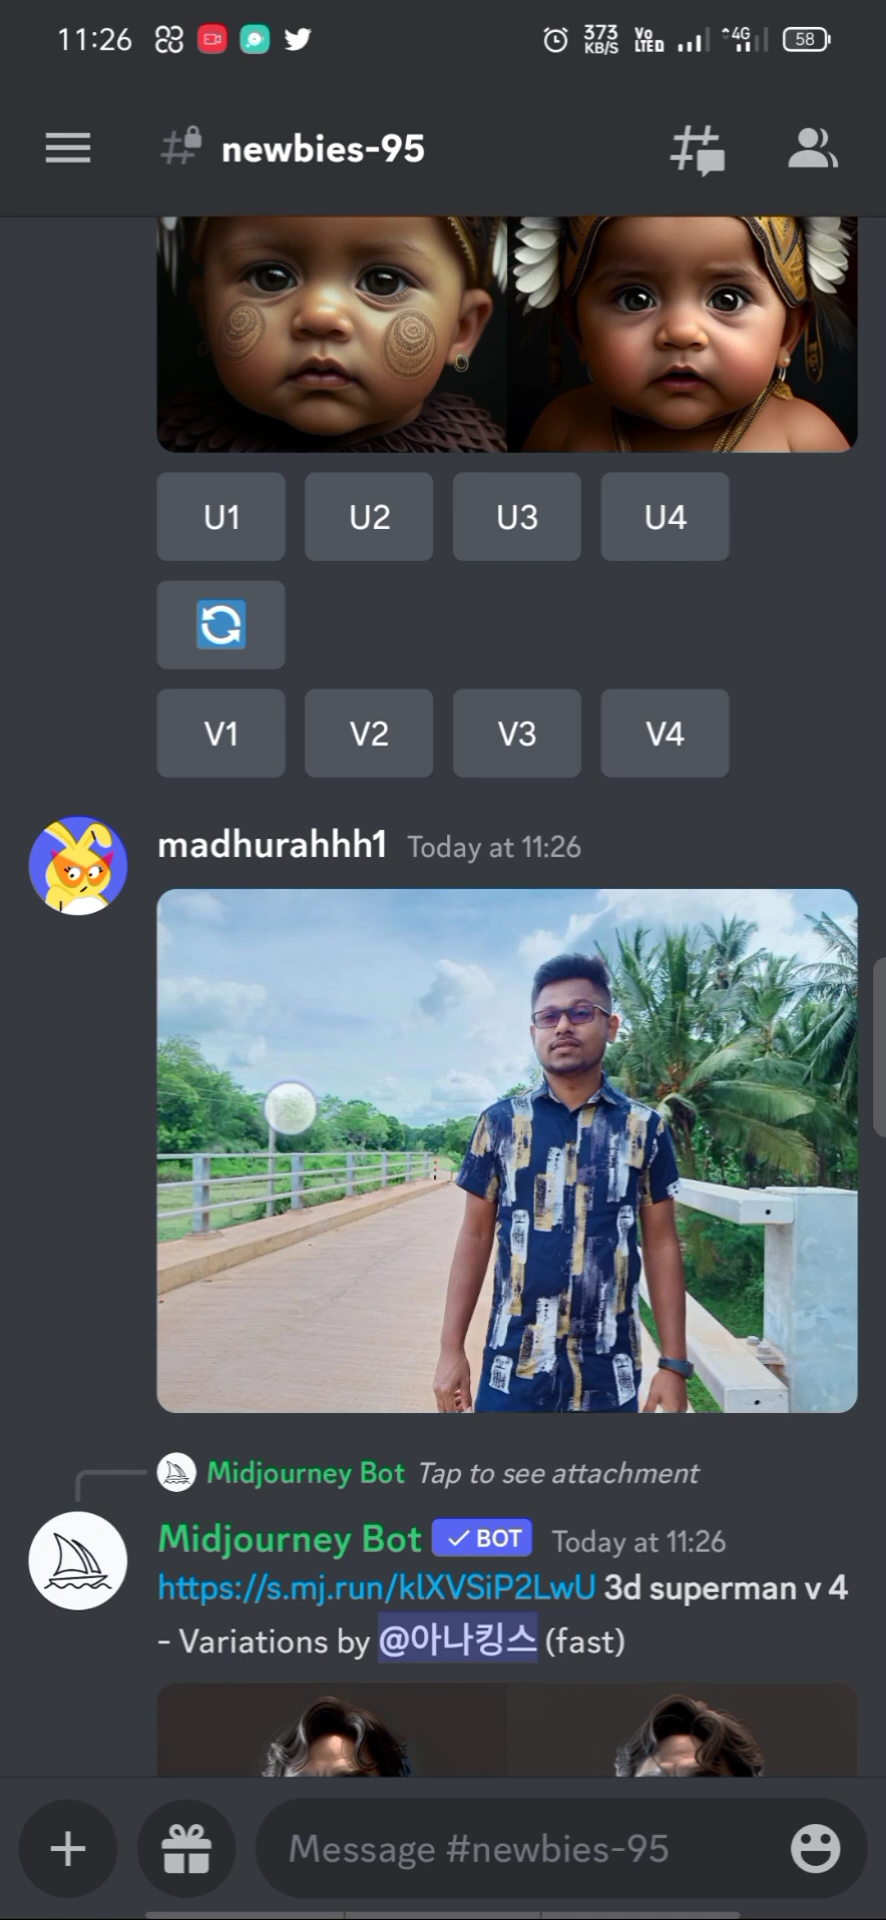 11:26 373 KB/S Vo LTED 4G 58
newbies-95
U1 U2 U3 U4
V1 V2 V3 V4
madhurahhh1 Today at 11:26
Midjourney Bot Tap to see attachment
Midjourney Bot ✓ BOT Today at 11:26
https://s.mj.run/klXVSiP2LwU 3d superman v 4
- Variations by @아나킹스 (fast)
Message #newbies-95